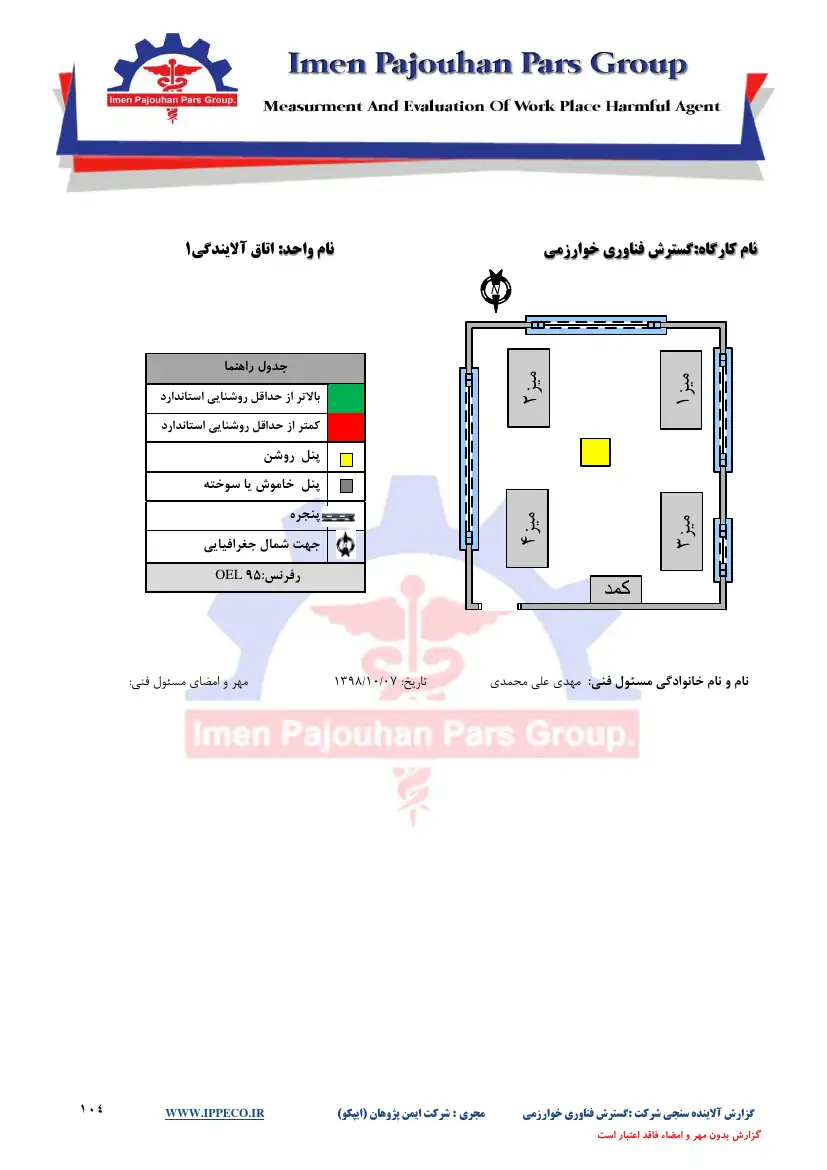 Imen Pajouhan Pars Group
Imen Pajouhan Pars Group.
Measurment And Evaluation Of Work Place Harmful Agent
نام کارگاه:گسترش فناوری خوارزمی
نام واحد: اتاق آلایندگی۱
N
میز ۱
میز ۲
میز ۳
میز ۴
کمد
جدول راهنما
بالاتر از حداقل روشنایی استاندارد
کمتر از حداقل روشنایی استاندارد
پنل روشن
پنل خاموش یا سوخته
پنجره
جهت شمال جغرافیایی
رفرنس:OEL ۹۵
نام و نام خانوادگی مسئول فنی: مهدی علی محمدی
تاریخ: ۱۳۹۸/۱۰/۰۷
مهر و امضای مسئول فنی:
Imen Pajouhan Pars Group.
گزارش آلاینده سنجی شرکت :گسترش فناوری خوارزمی
مجری : شرکت ایمن پژوهان (ایپکو)
WWW.IPPECO.IR
۱۰٤
گزارش بدون مهر و امضاء فاقد اعتبار است